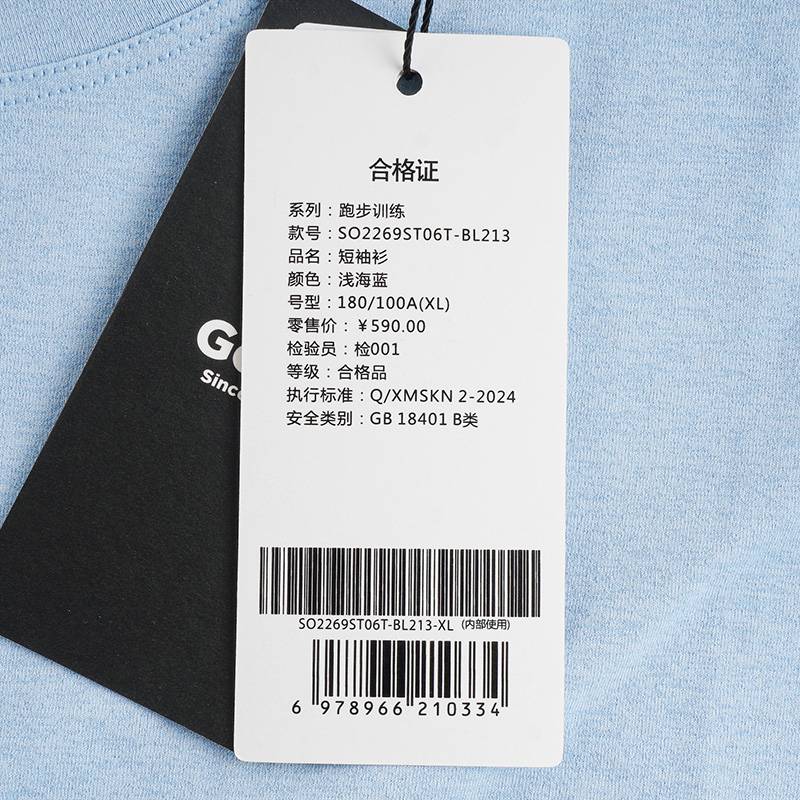 合格证
系列：跑步训练
款号：SO2269ST06T-BL213
品名：短袖衫
颜色：浅海蓝
号型：180/100A(XL)
零售价：￥590.00
检验员：检001
等级：合格品
执行标准：Q/XMSKN 2-2024
安全类别：GB 18401 B类
SO2269ST06T-BL213-XL (内部使用)
6 978966 210334
Since